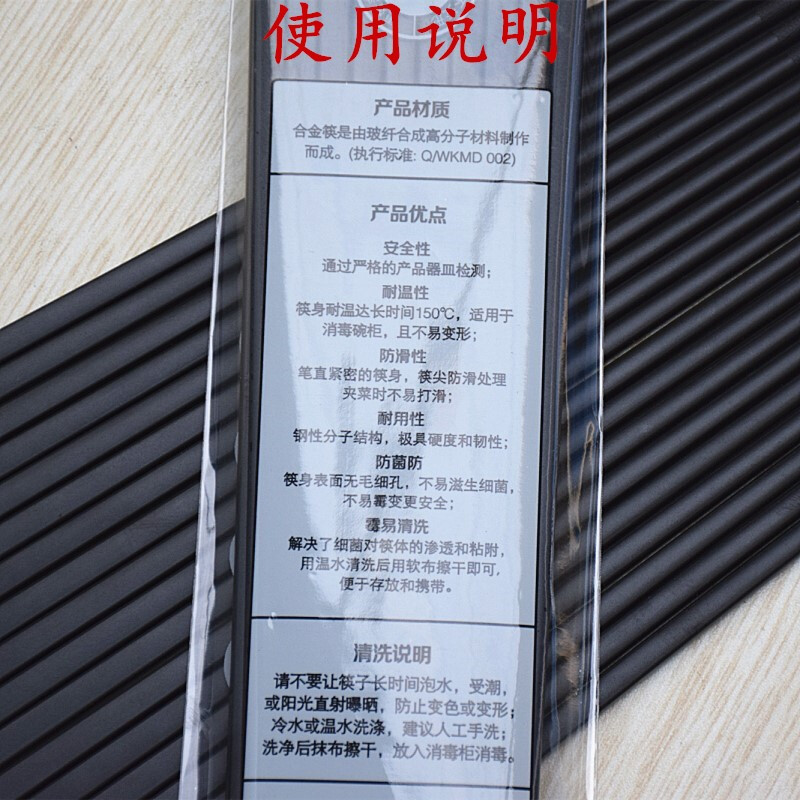 使用说明
产品材质
合金筷是由玻纤合成高分子材料制作
而成。(执行标准: Q/WKMD 002)
产品优点
安全性
通过严格的产品器皿检测;
耐温性
筷身耐温达长时间150℃, 适用于
消毒碗柜, 且不易变形;
防滑性
笔直紧密的筷身, 筷尖防滑处理
夹菜时不易打滑;
耐用性
钢性分子结构, 极具硬度和韧性;
防菌防
筷身表面无毛细孔, 不易滋生细菌,
不易霉变更安全;
霉易清洗
解决了细菌对筷体的渗透和粘附,
用温水清洗后用软布擦干即可,
便于存放和携带。
清洗说明
请不要让筷子长时间泡水, 受潮,
或阳光直射曝晒, 防止变色或变形;
冷水或温水洗涤, 建议人工手洗;
洗净后抹布擦干, 放入消毒柜消毒。